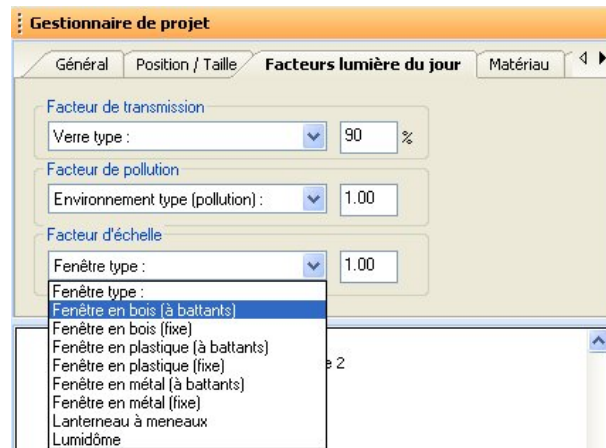 Gestionnaire de projet
Général
Position / Taille
Facteurs lumière du jour
Matériau
Facteur de transmission
Verre type :
90
%
Facteur de pollution
Environnement type (pollution) :
1.00
Facteur d'échelle
Fenêtre type :
1.00
Fenêtre type :
Fenêtre en bois (à battants)
Fenêtre en bois (fixe)
Fenêtre en plastique (à battants)
Fenêtre en plastique (fixe)
2
Fenêtre en métal (à battants)
Fenêtre en métal (fixe)
Lanterneau à meneaux
Lumidôme